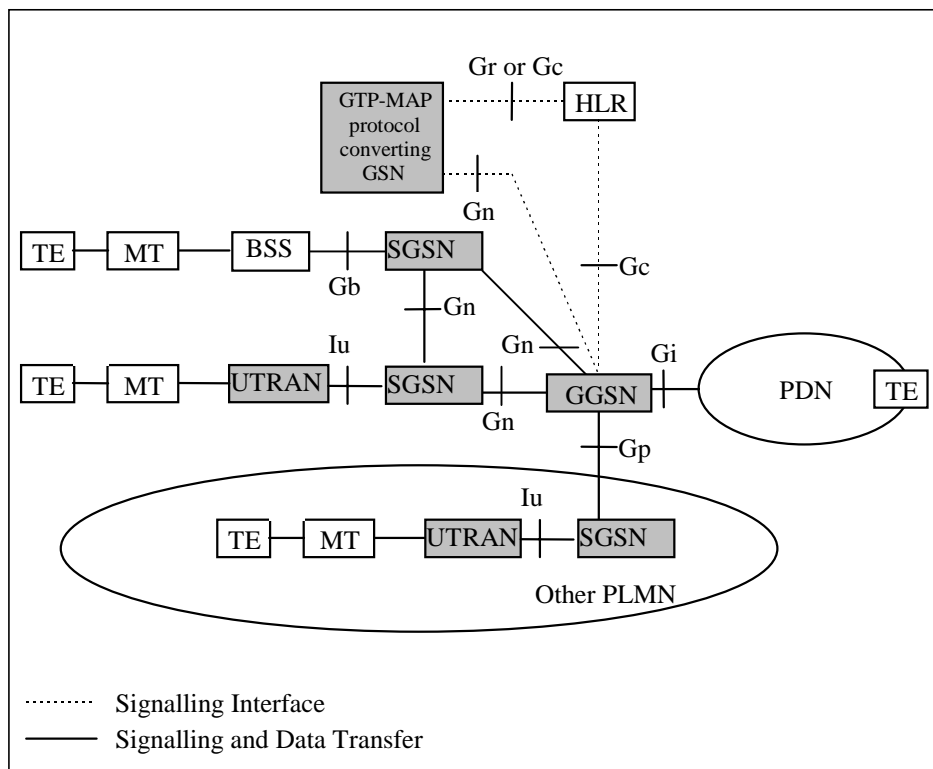 Gr or Gc
GTP-MAP
protocol
converting
GSN
HLR
Gn
TE
MT
BSS
SGSN
Gb
Gc
Gn
Gn
Iu
Gi
TE
MT
UTRAN
SGSN
Gn
GGSN
PDN
TE
Gp
Iu
TE
MT
UTRAN
SGSN
Other PLMN
Signalling Interface
Signalling and Data Transfer